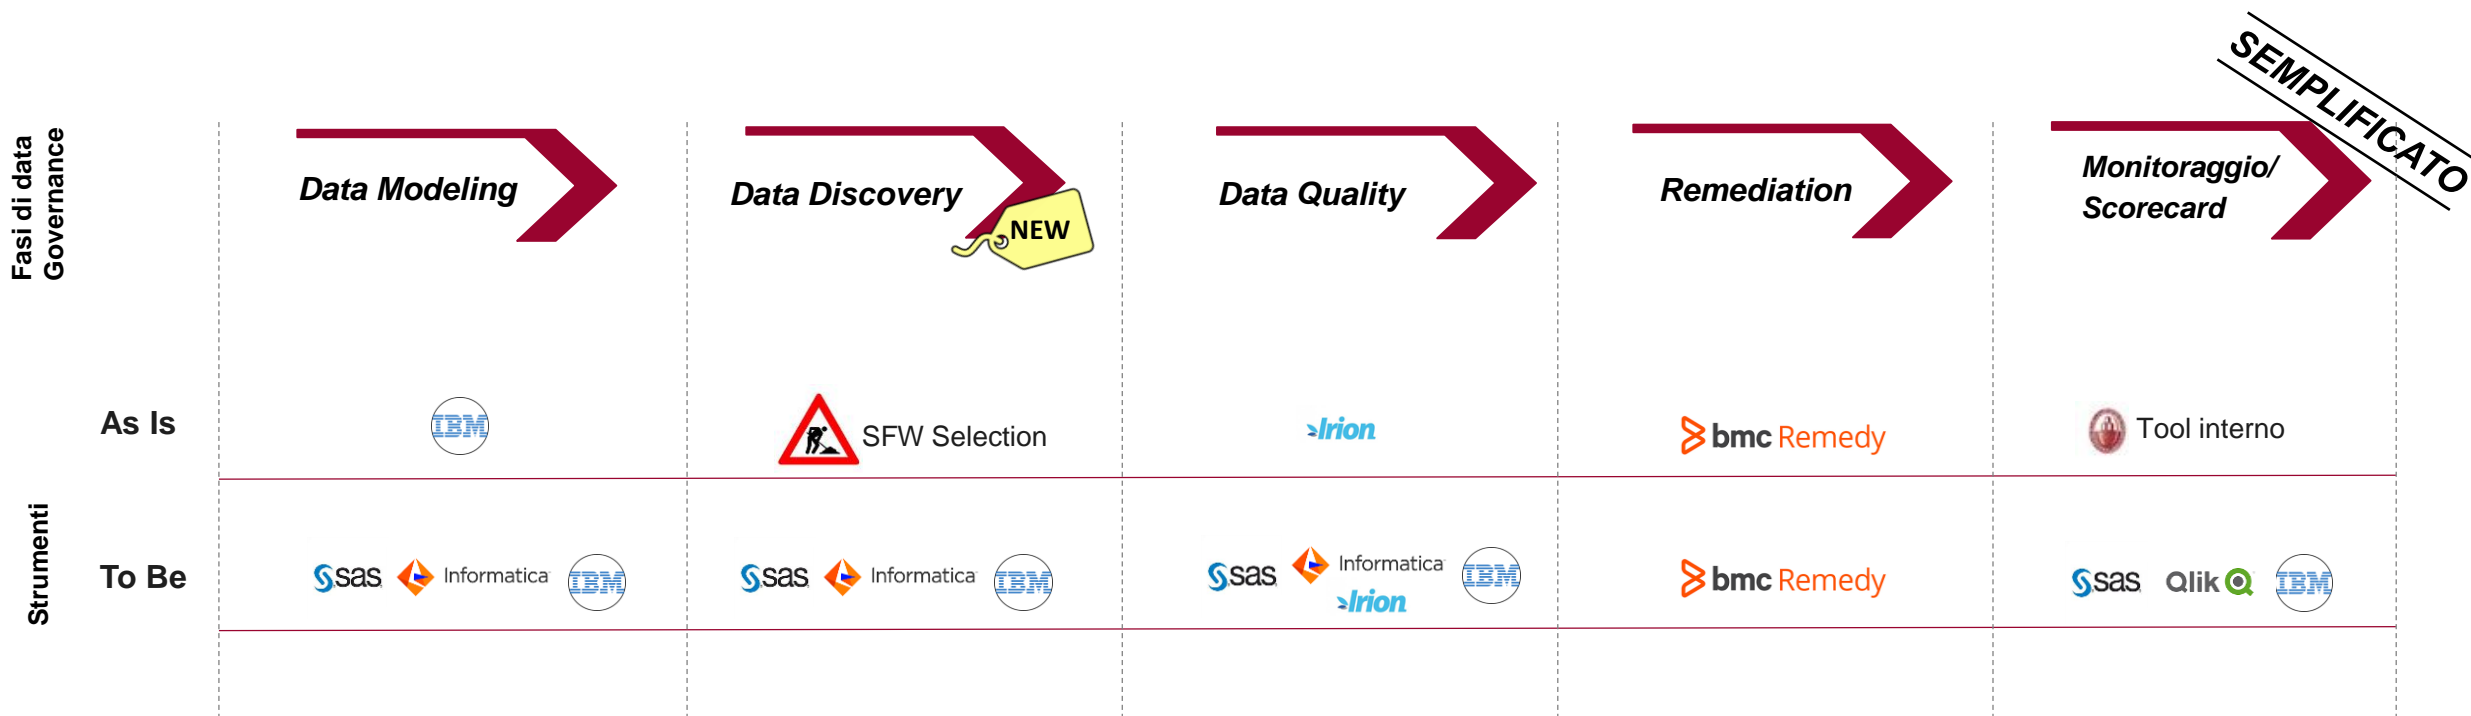 SEMPLIFICATO
Fasi di data
Governance
Data Modeling
Data Discovery
NEW
Data Quality
Remediation
Monitoraggio/
Scorecard
As Is
IBM
SFW Selection
Irion
bmc Remedy
Tool interno
Strumenti
To Be
sas Informatica IBM
sas Informatica IBM
sas Informatica IBM
Irion
bmc Remedy
sas Qlik IBM